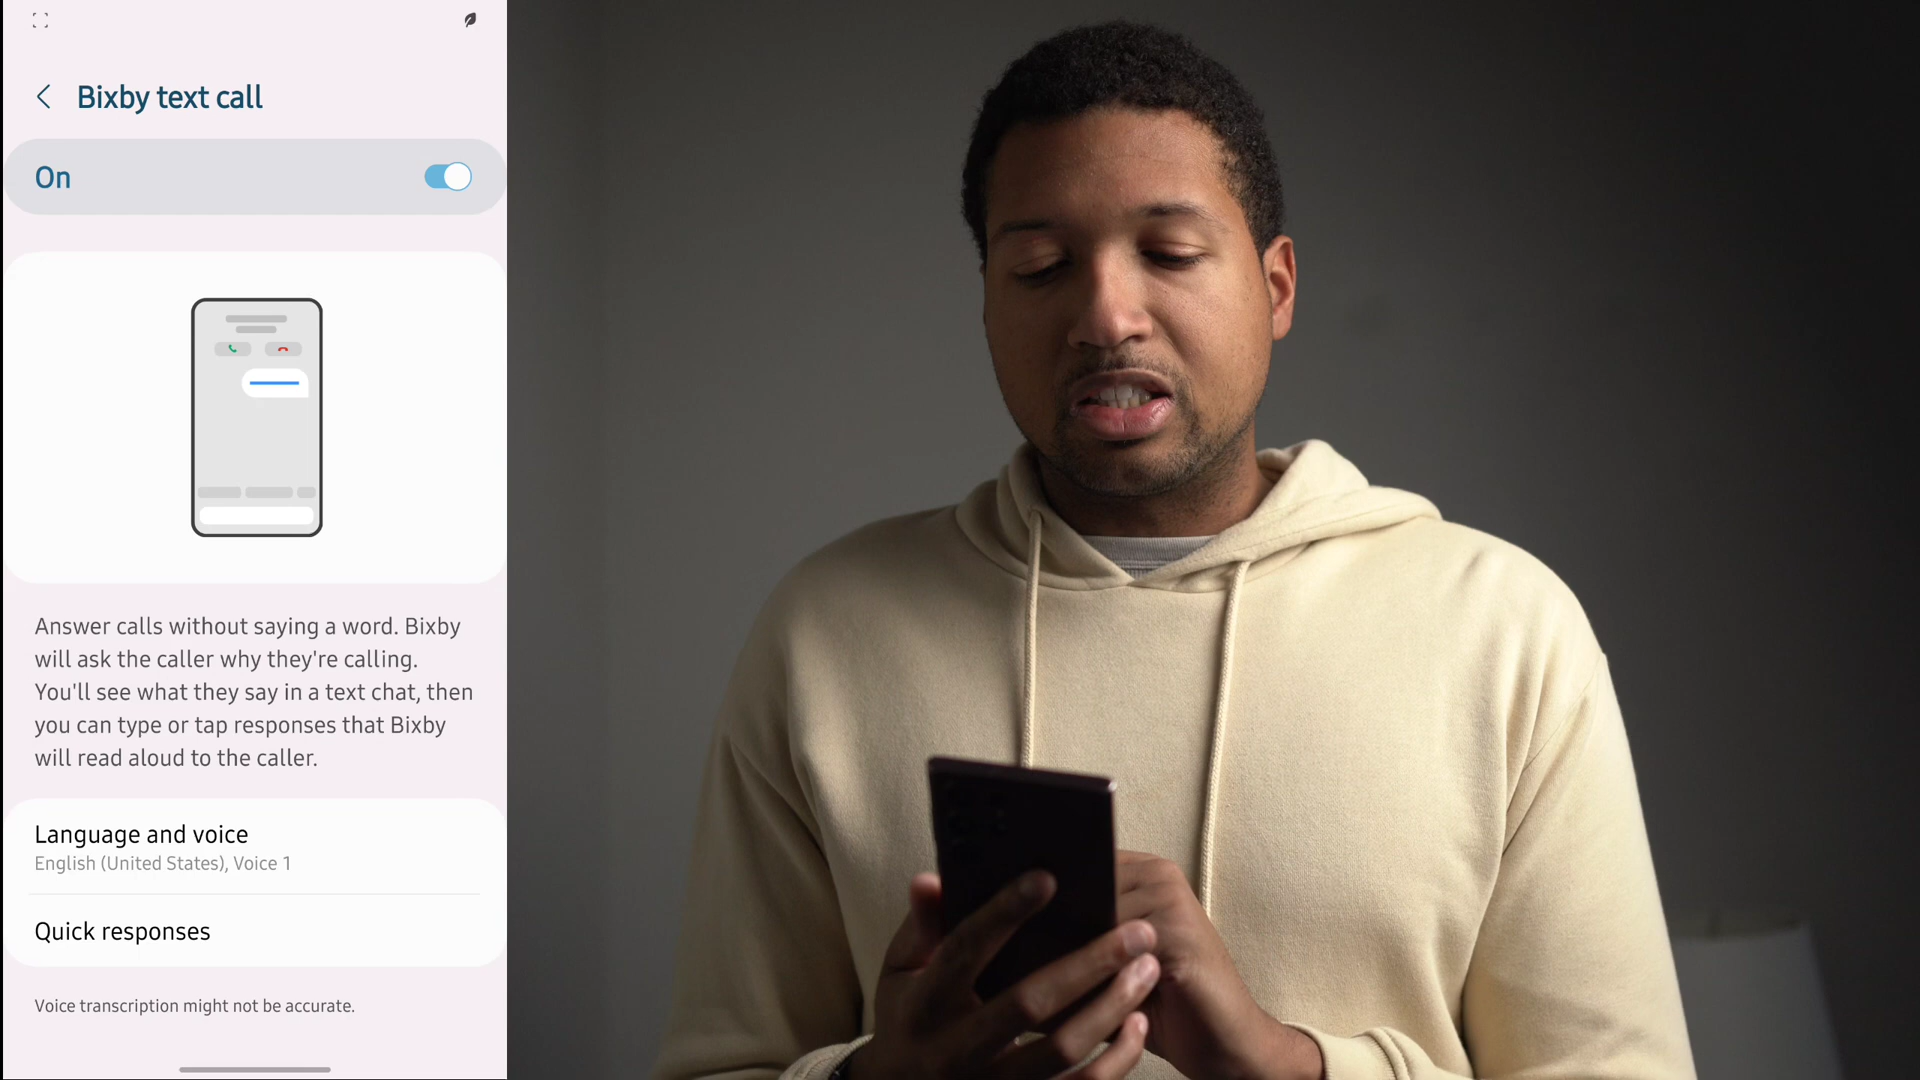 Bixby text call
On
Answer calls without saying a word. Bixby
will ask the caller why they're calling.
You'll see what they say in a text chat, then
you can type or tap responses that Bixby
will read aloud to the caller.
Language and voice
English (United States), Voice 1
Quick responses
Voice transcription might not be accurate.